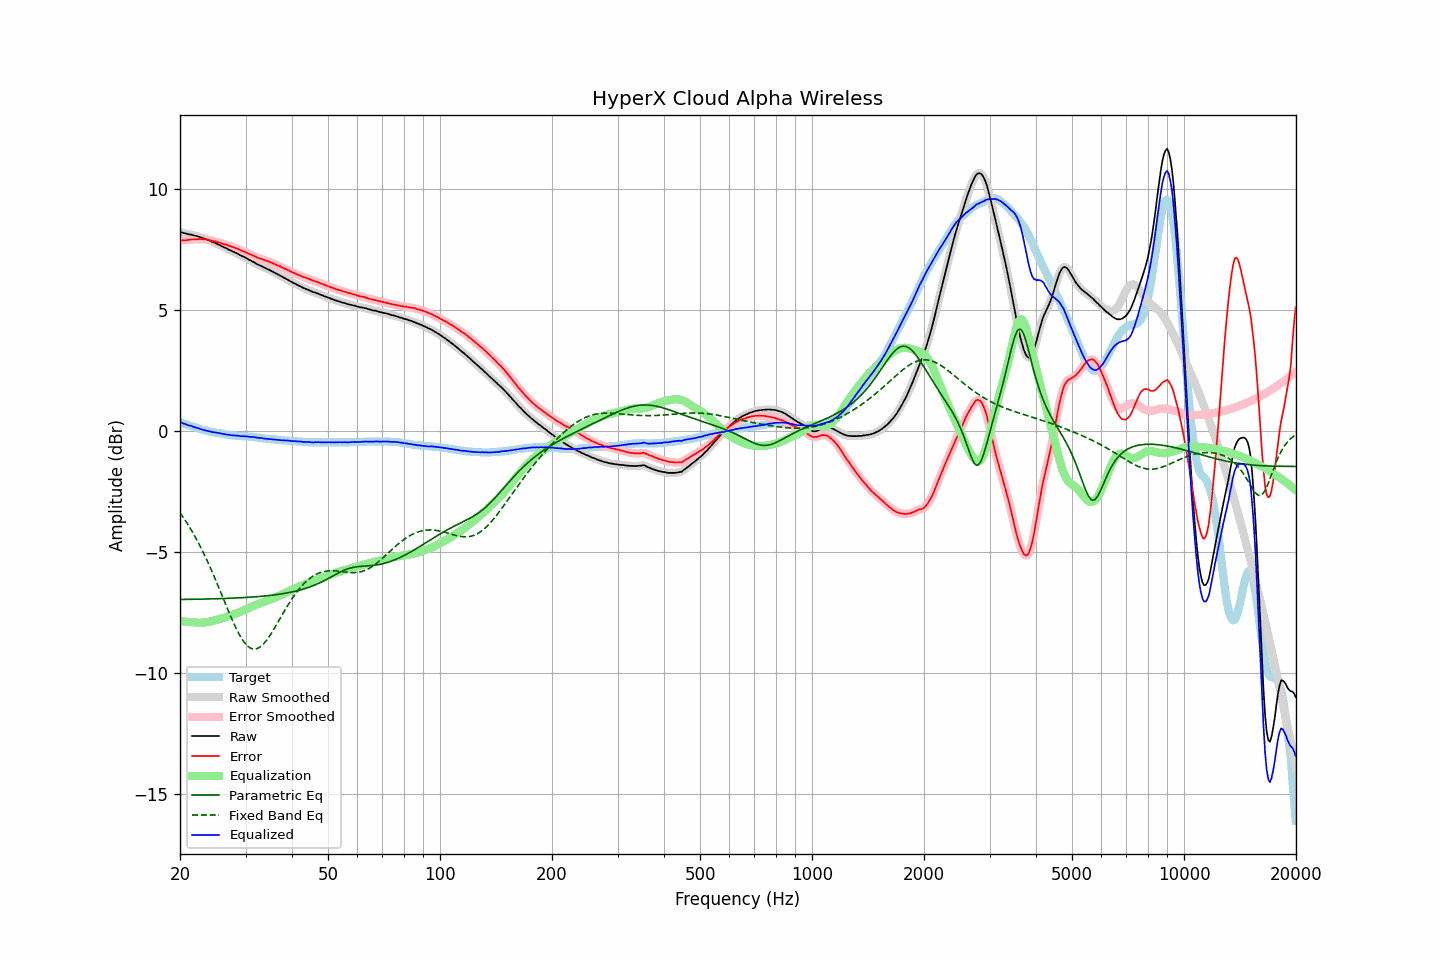 HyperX Cloud Alpha Wireless
Amplitude (dBr)
10
5
0
−5
−10
−15
Target
Raw Smoothed
Error Smoothed
Raw
Error
Equalization
Parametric Eq
Fixed Band Eq
Equalized
20
50
100
200
500
1000
2000
5000
10000
20000
Frequency (Hz)